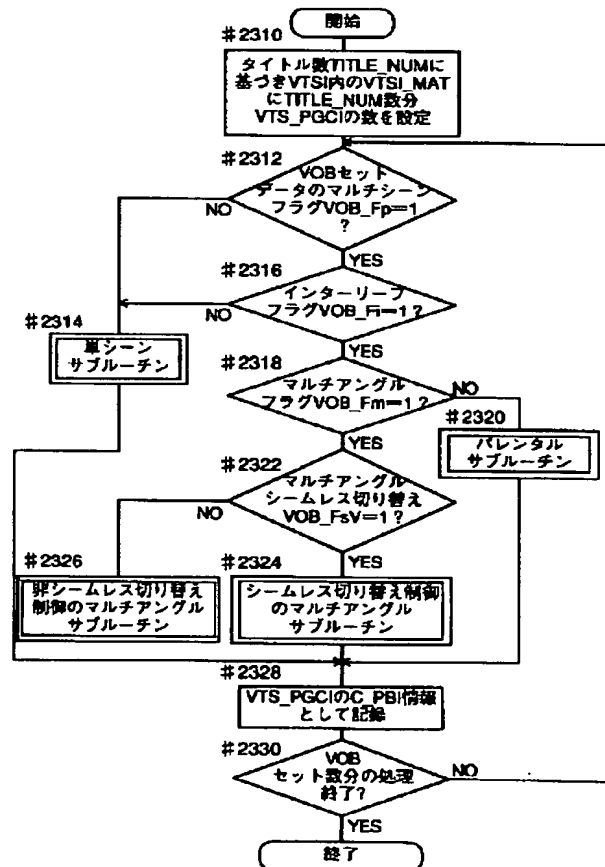 開始
#2310
タイトル数TITLE_NUMに
基づきVTSI内のVTSI_MAT
にTITLE_NUM数分
VTS_PGCIの数を設定
#2312
VOBセット
データのマルチシーン
フラグVOB_Fp=1
?
NO
YES
#2316
インターリーブ
フラグVOB_Fi=1?
NO
YES
#2314
単シーン
サブルーチン
#2318
マルチアングル
フラグVOB_Fm=1?
NO
YES
#2320
パレンタル
サブルーチン
#2322
マルチアングル
シームレス切り替え
VOB_FsV=1?
NO
YES
#2326
非シームレス切り替え
制御のマルチアングル
サブルーチン
#2324
シームレス切り替え制御
のマルチアングル
サブルーチン
#2328
VTS_PGCIのC_PBI情報
として記録
#2330
VOB
セット数分の処理
終了?
NO
YES
終了